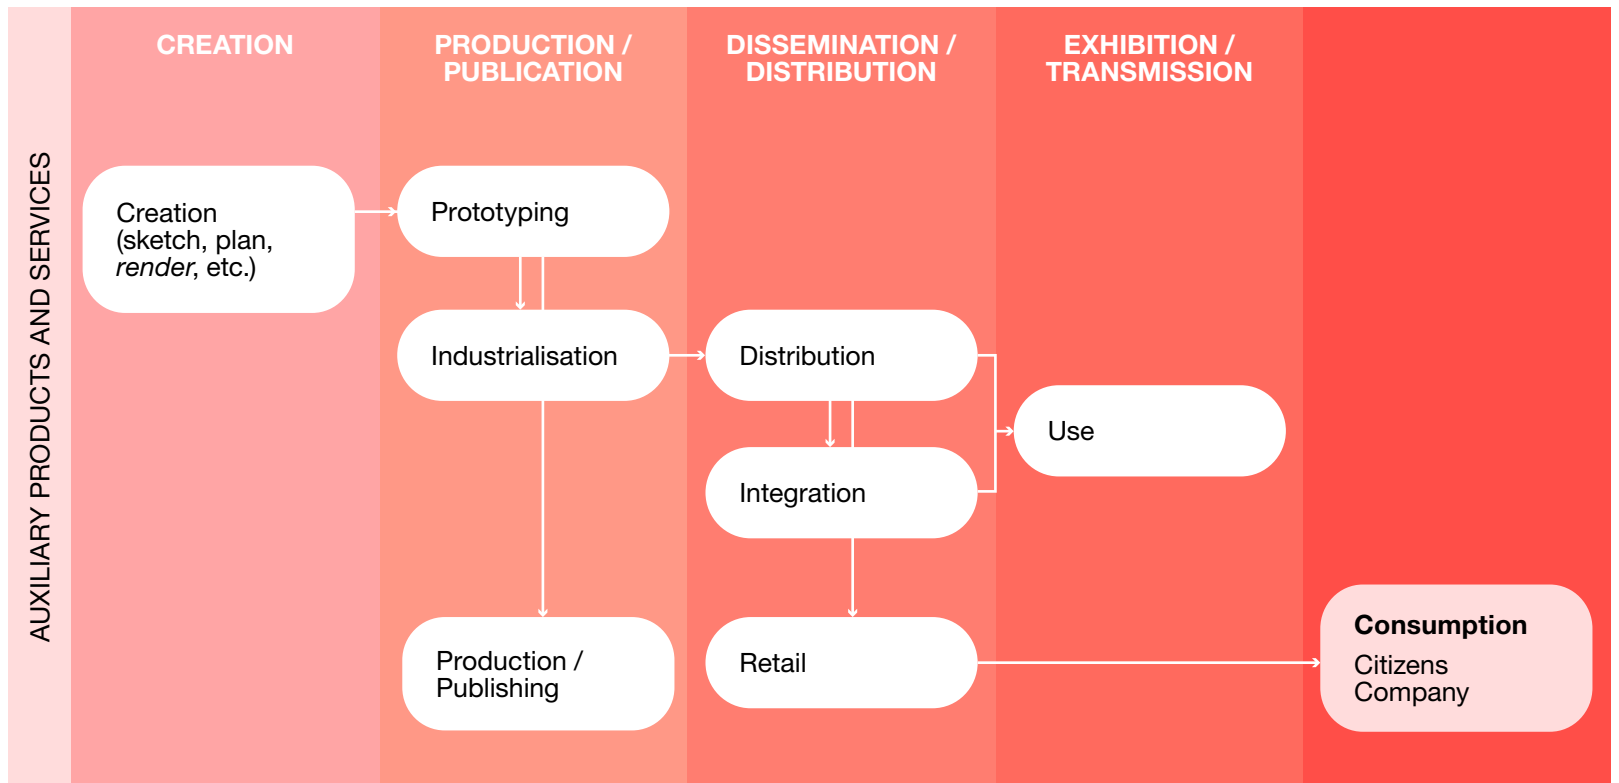 CREATION
PRODUCTION /
PUBLICATION
DISSEMINATION /
DISTRIBUTION
EXHIBITION /
TRANSMISSION
AUXILIARY PRODUCTS AND SERVICES
Creation
(sketch, plan,
render, etc.)
Prototyping
Industrialisation
Production /
Publishing
Distribution
Integration
Retail
Use
Consumption
Citizens
Company